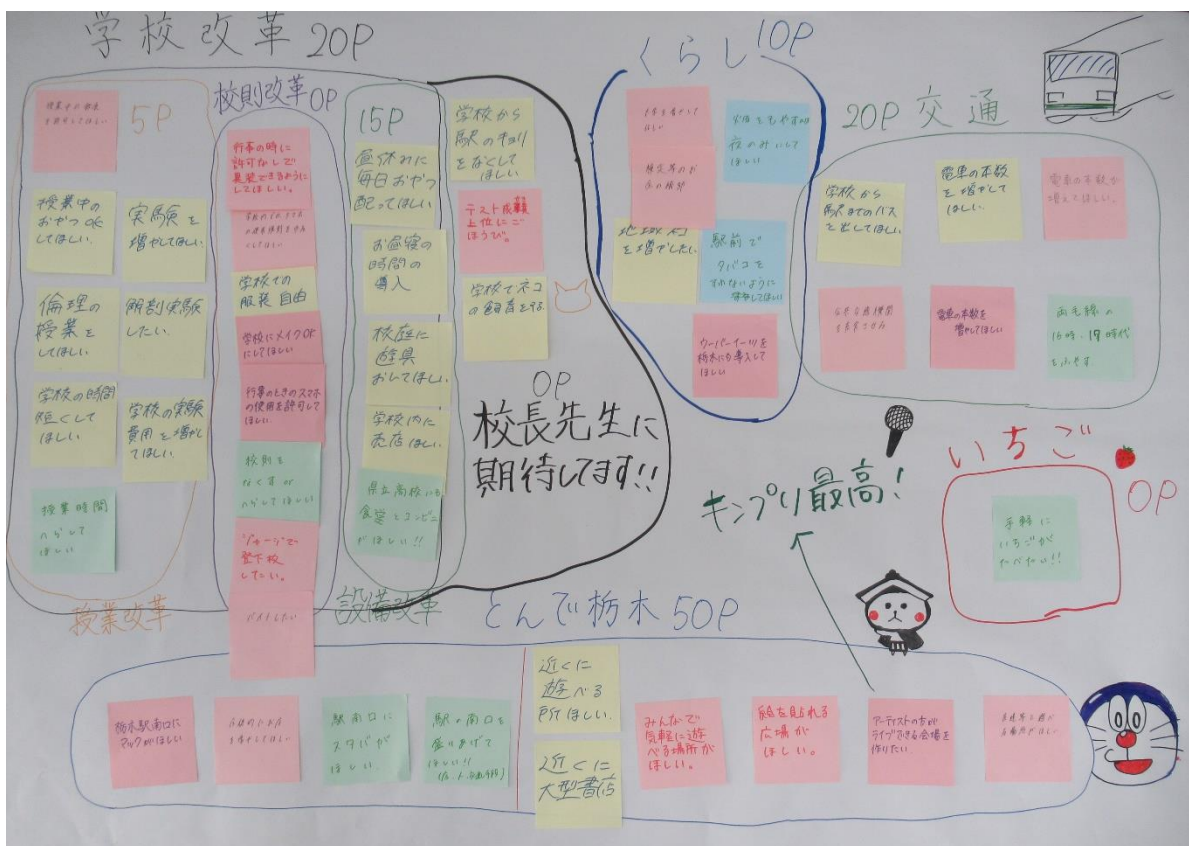 学校改革 20P
5P
授業中の
おやつOK
してほしい
実験を
増やしてほしい
倫理の
授業を
してほしい
解剖実験
したい
学校の時間
短くして
ほしい
学校の実験
費用を増やし
てほしい
授業時間
へらして
ほしい
授業改革
校則改革 0P
行事の時に
許可なしで
異装できるように
してほしい。
学校での
服装自由
学校にメイクOK
にしてほしい
行事のときのスマホ
の使用を許可して
ほしい
校則を
なくす or
へらしてほしい
ジャージで
登下校
したい。
バイトしたい
15P
昼休みに
毎日おやつ
配ってほしい
お昼寝の
時間の
導入
校庭に
遊具
おいてほしい
学校内に
売店ほしい
県立高校にも
食堂とコンビニ
がほしい!!
設備改革
学校から
駅のキョリ
をなくして
ほしい
テスト成績
上位にご
ほうび。
学校でネコ
の飼育をする
0P
校長先生に
期待してます!!
くらし 10P
夜のみにして
ほしい
を増やしたい
駅前で
タバコを
すわないように
してほしい
ウーバーイーツを
栃木にも導入して
ほしい
20P 交通
学校から
駅までのバス
を出してほしい
電車の本数
を増やして
ほしい
電車の本数が
増えてほしい
電車の本数を
増やしてほしい
両毛線の
16時、17時代
をふやす
キンプリ最高!
いちご
0P
手軽に
いちごが
たべたい!!
とんで栃木 50P
栃木駅南口に
マックがほしい
駅南口に
スタバが
ほしい
駅の南口を
盛りあげて
ほしい!!
近くに
遊べる
所ほしい
近くに
大型書店
みんなで
気軽に遊
べる場所が
ほしい。
絵を見られる
広場が
ほしい。
アーティストの方が
ライブできる会場を
作りたい